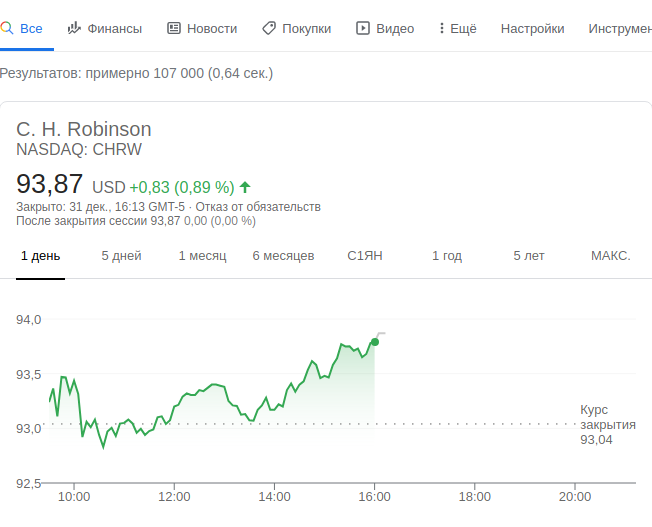 Все Финансы Новости Покупки Видео Ещё Настройки Инструмен
Результатов: примерно 107 000 (0,64 сек.)
C. H. Robinson
NASDAQ: CHRW
93,87 USD +0,83 (0,89 %)
Закрыто: 31 дек., 16:13 GMT-5 · Отказ от обязательств
После закрытия сессии 93,87 0,00 (0,00 %)
1 день 5 дней 1 месяц 6 месяцев С1ЯН 1 год 5 лет МАКС.
94,0
93,5
93,0
92,5
Курс
закрытия
93,04
10:00 12:00 14:00 16:00 18:00 20:00